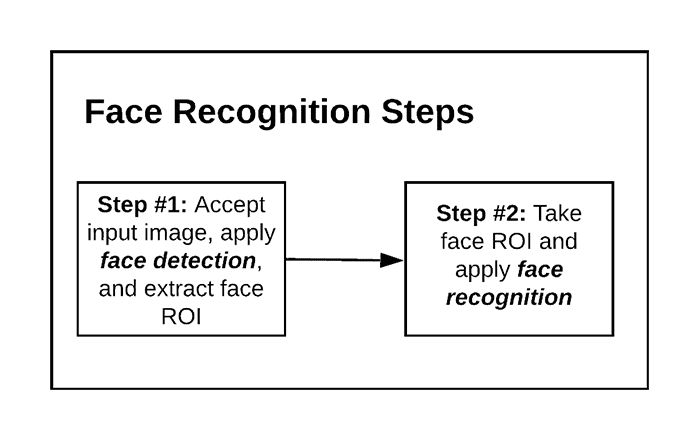 Face Recognition Steps
Step #1: Accept
input image, apply
face detection,
and extract face
ROI
Step #2: Take
face ROI and
apply face
recognition